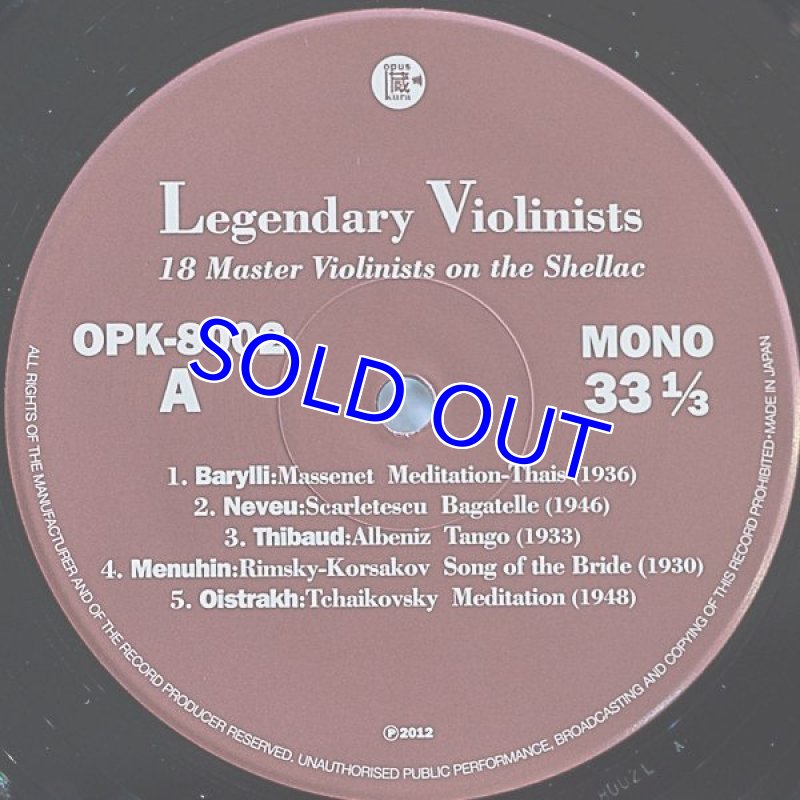 opus
蔵
kura
Legendary Violinists
18 Master Violinists on the Shellac
OPK-8002
MONO
A
33 1/3
SOLD OUT
1. Barylli:Massenet Meditation-Thais (1936)
2. Neveu:Scarletescu Bagatelle (1946)
3. Thibaud:Albeniz Tango (1933)
4. Menuhin:Rimsky-Korsakov Song of the Bride (1930)
5. Oistrakh:Tchaikovsky Meditation (1948)
ALL RIGHTS OF THE MANUFACTURER AND OF THE RECORD PRODUCER RESERVED. UNAUTHORISED PUBLIC PERFORMANCE, BROADCASTING AND COPYING OF THIS RECORD PROHIBITED•MADE IN JAPAN
℗2012